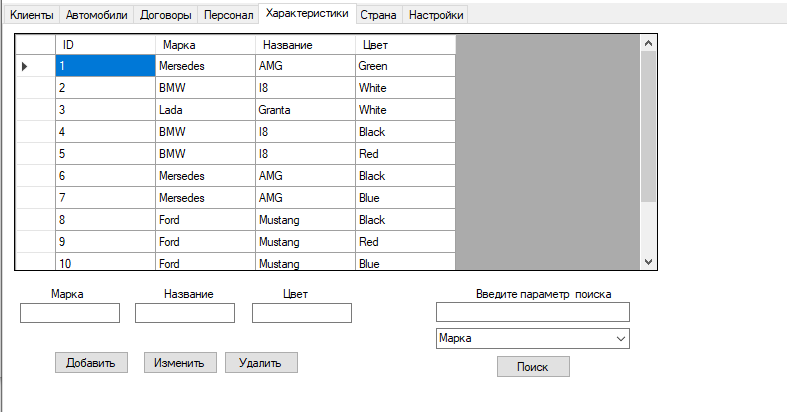 Клиенты Автомобили Договоры Персонал Характеристики Страна Настройки
ID Марка Название Цвет
1 Mersedes AMG Green
2 BMW I8 White
3 Lada Granta White
4 BMW I8 Black
5 BMW I8 Red
6 Mersedes AMG Black
7 Mersedes AMG Blue
8 Ford Mustang Black
9 Ford Mustang Red
10 Ford Mustang Blue
Марка Название Цвет Введите параметр поиска
Марка
Добавить Изменить Удалить Поиск